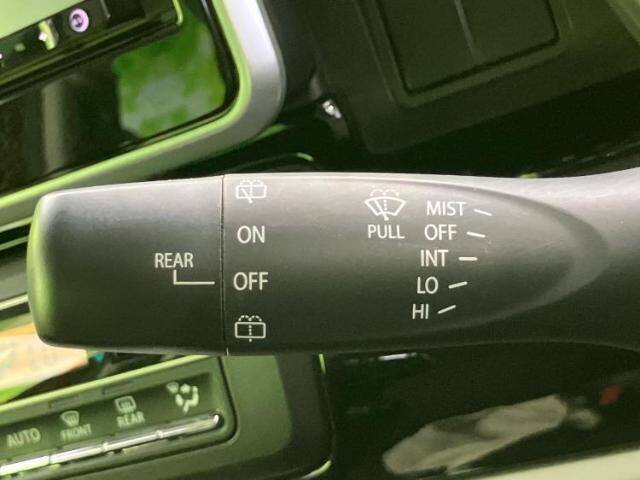 ON
REAR
OFF
PULL
MIST
OFF
INT
LO
HI
AUTO
FRONT
REAR